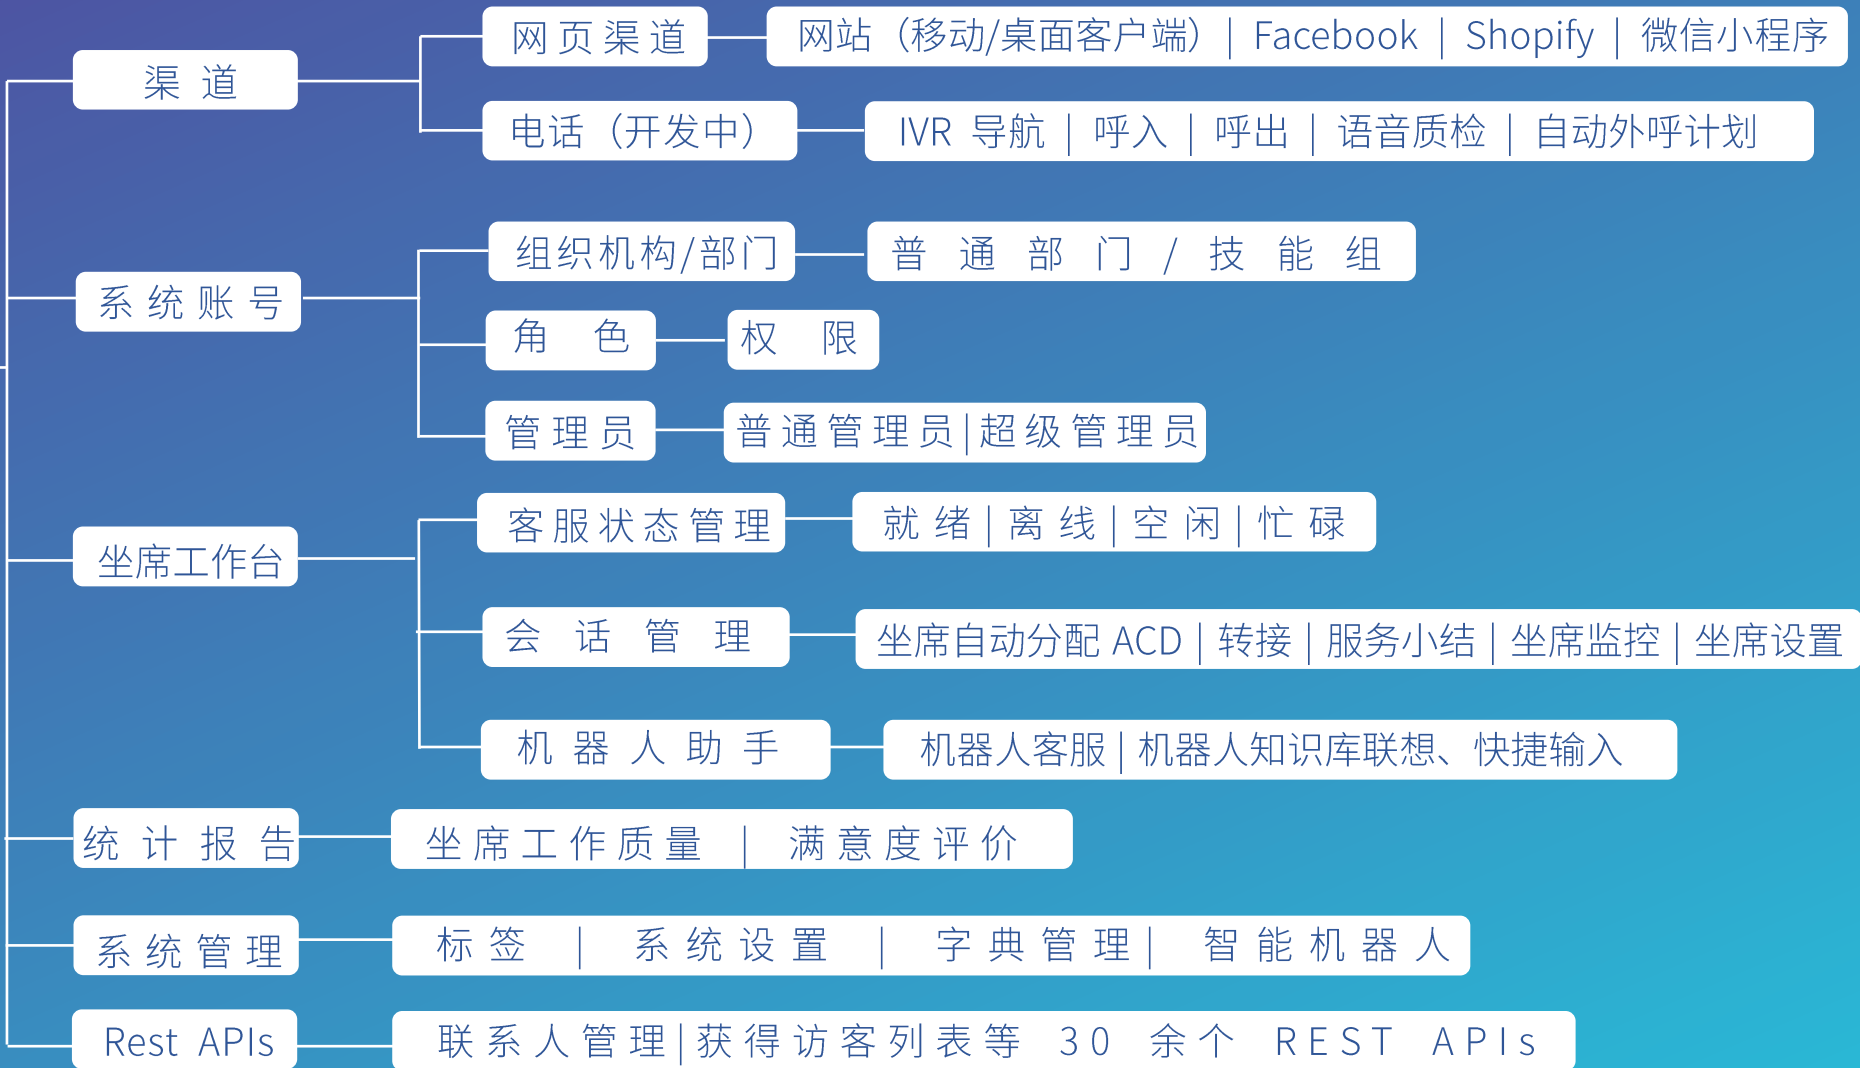 渠道
网页渠道
网站（移动/桌面客户端）| Facebook | Shopify | 微信小程序
电话（开发中）
IVR 导航 | 呼入 | 呼出 | 语音质检 | 自动外呼计划
系统账号
组织机构/部门
普通部门/技能组
角色
权限
管理员
普通管理员|超级管理员
坐席工作台
客服状态管理
就绪|离线|空闲|忙碌
会话管理
坐席自动分配 ACD | 转接 | 服务小结 | 坐席监控 | 坐席设置
机器人助手
机器人客服 | 机器人知识库联想、快捷输入
统计报告
坐席工作质量 | 满意度评价
系统管理
标签 | 系统设置 | 字典管理 | 智能机器人
Rest APIs
联系人管理|获得访客列表等 30 余个 REST APIs